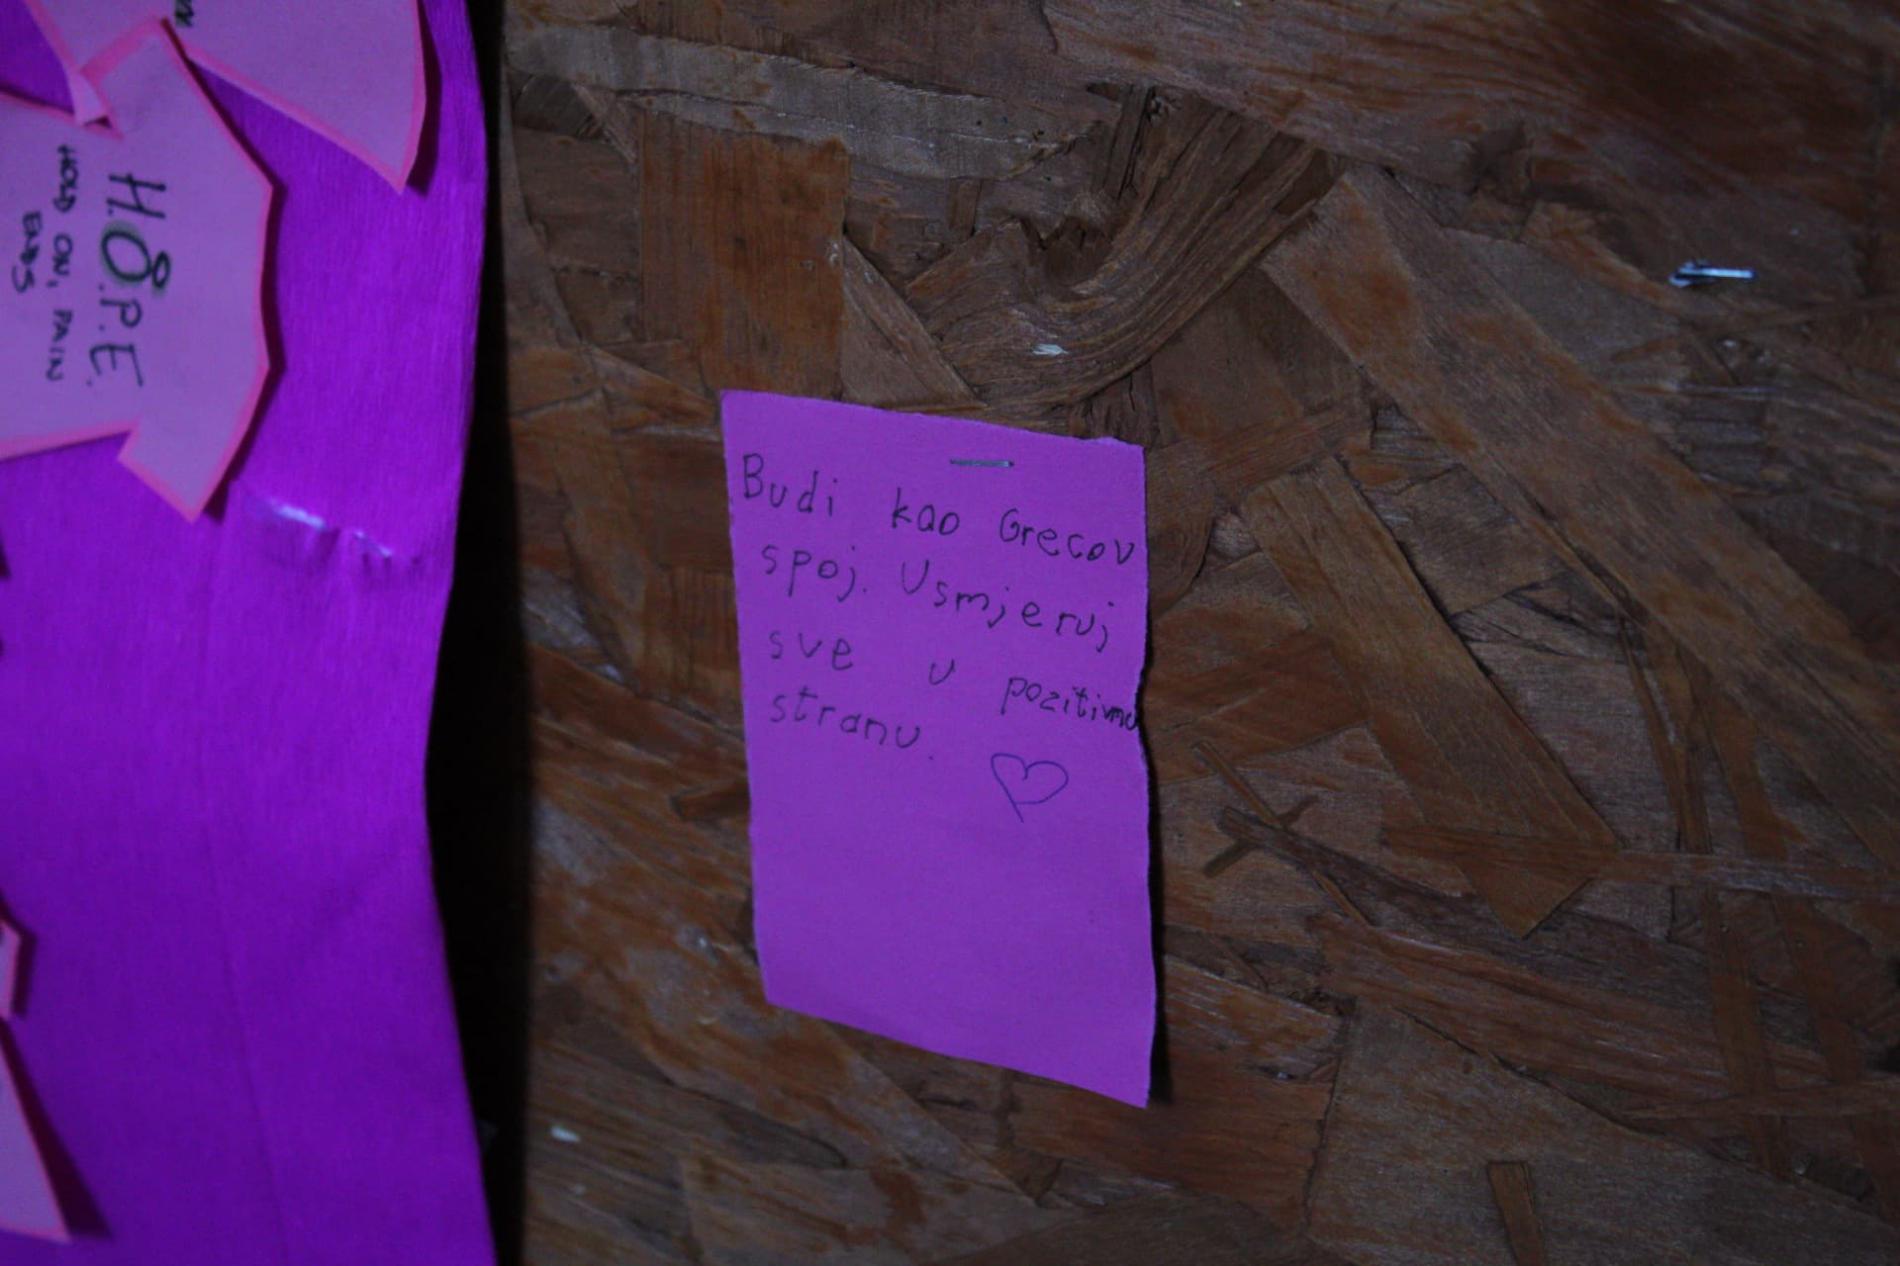 H.O.P.E.
HOLD ON, PAIN
ENDS
Budi kao Grecov
spoj. Usmjeruj
sve u pozitivnu
stranu.